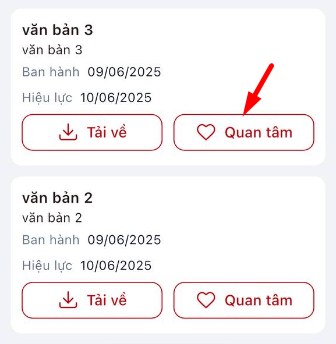 văn bản 3
văn bản 3
Ban hành 09/06/2025
Hiệu lực 10/06/2025
Tải về Quan tâm
văn bản 2
văn bản 2
Ban hành 09/06/2025
Hiệu lực 10/06/2025
Tải về Quan tâm